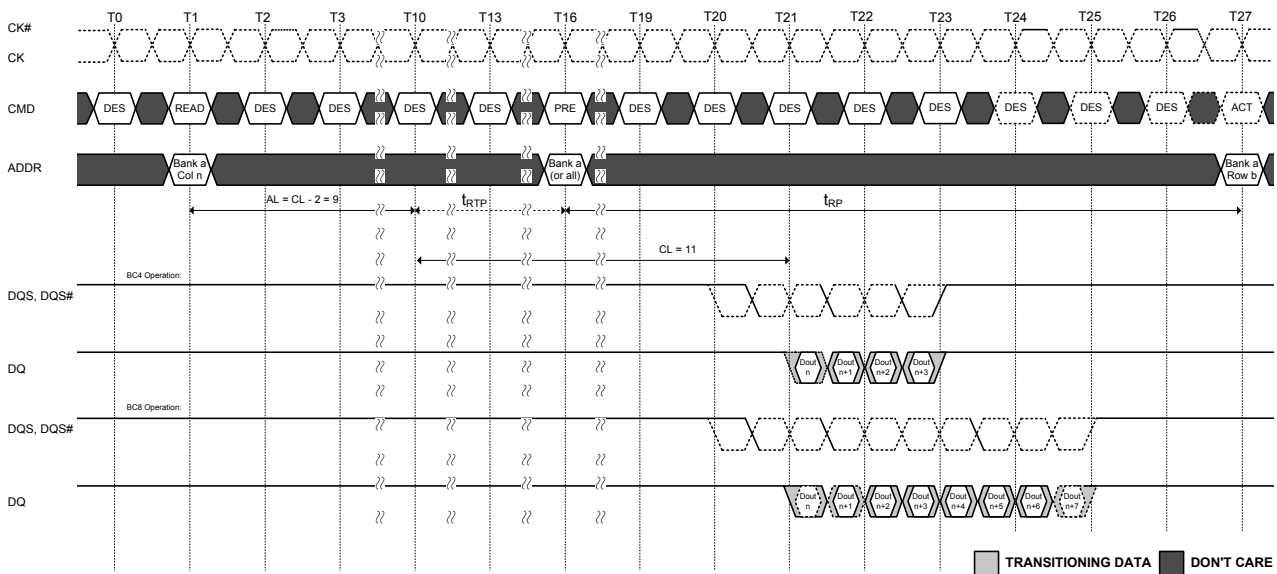 T0 T1 T2 T3 T10 T13 T16 T19 T20 T21 T22 T23 T24 T25 T26 T27
CK#
CK
CMD DES READ DES DES DES DES PRE DES DES DES DES DES DES DES DES ACT
ADDR
Bank a
Col n
Bank a
(or all)
Bank a
Row b
AL = CL - 2 = 9
tRTP
tRP
CL = 11
BC4 Operation:
DQS, DQS#
DQ
Dout n
Dout n+1
Dout n+2
Dout n+3
BC8 Operation:
DQS, DQS#
DQ
Dout n
Dout n+1
Dout n+2
Dout n+3
Dout n+4
Dout n+5
Dout n+6
Dout n+7
TRANSITIONING DATA
DON'T CARE